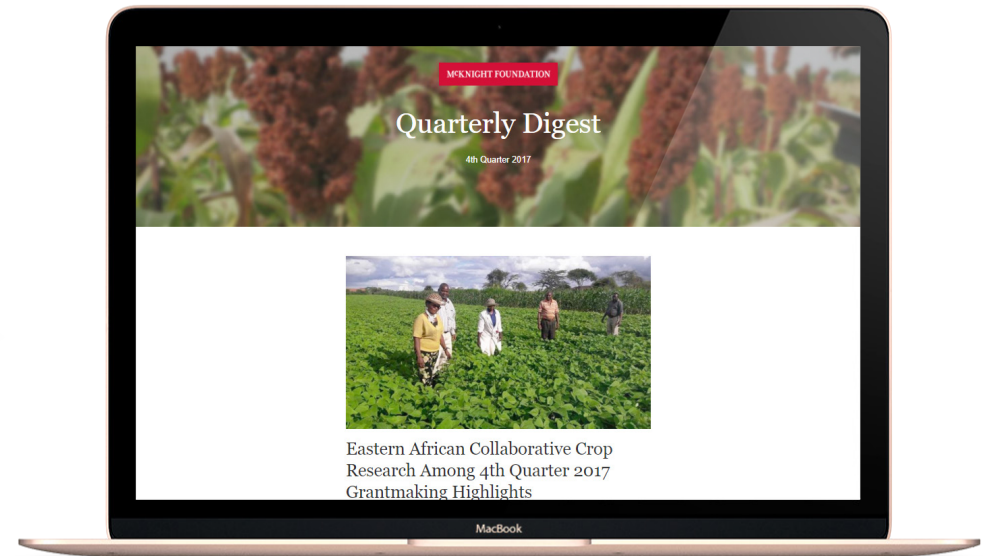 McKNIGHT FOUNDATION
Quarterly Digest
4th Quarter 2017
Eastern African Collaborative Crop
Research Among 4th Quarter 2017
Grantmaking Highlights
MacBook